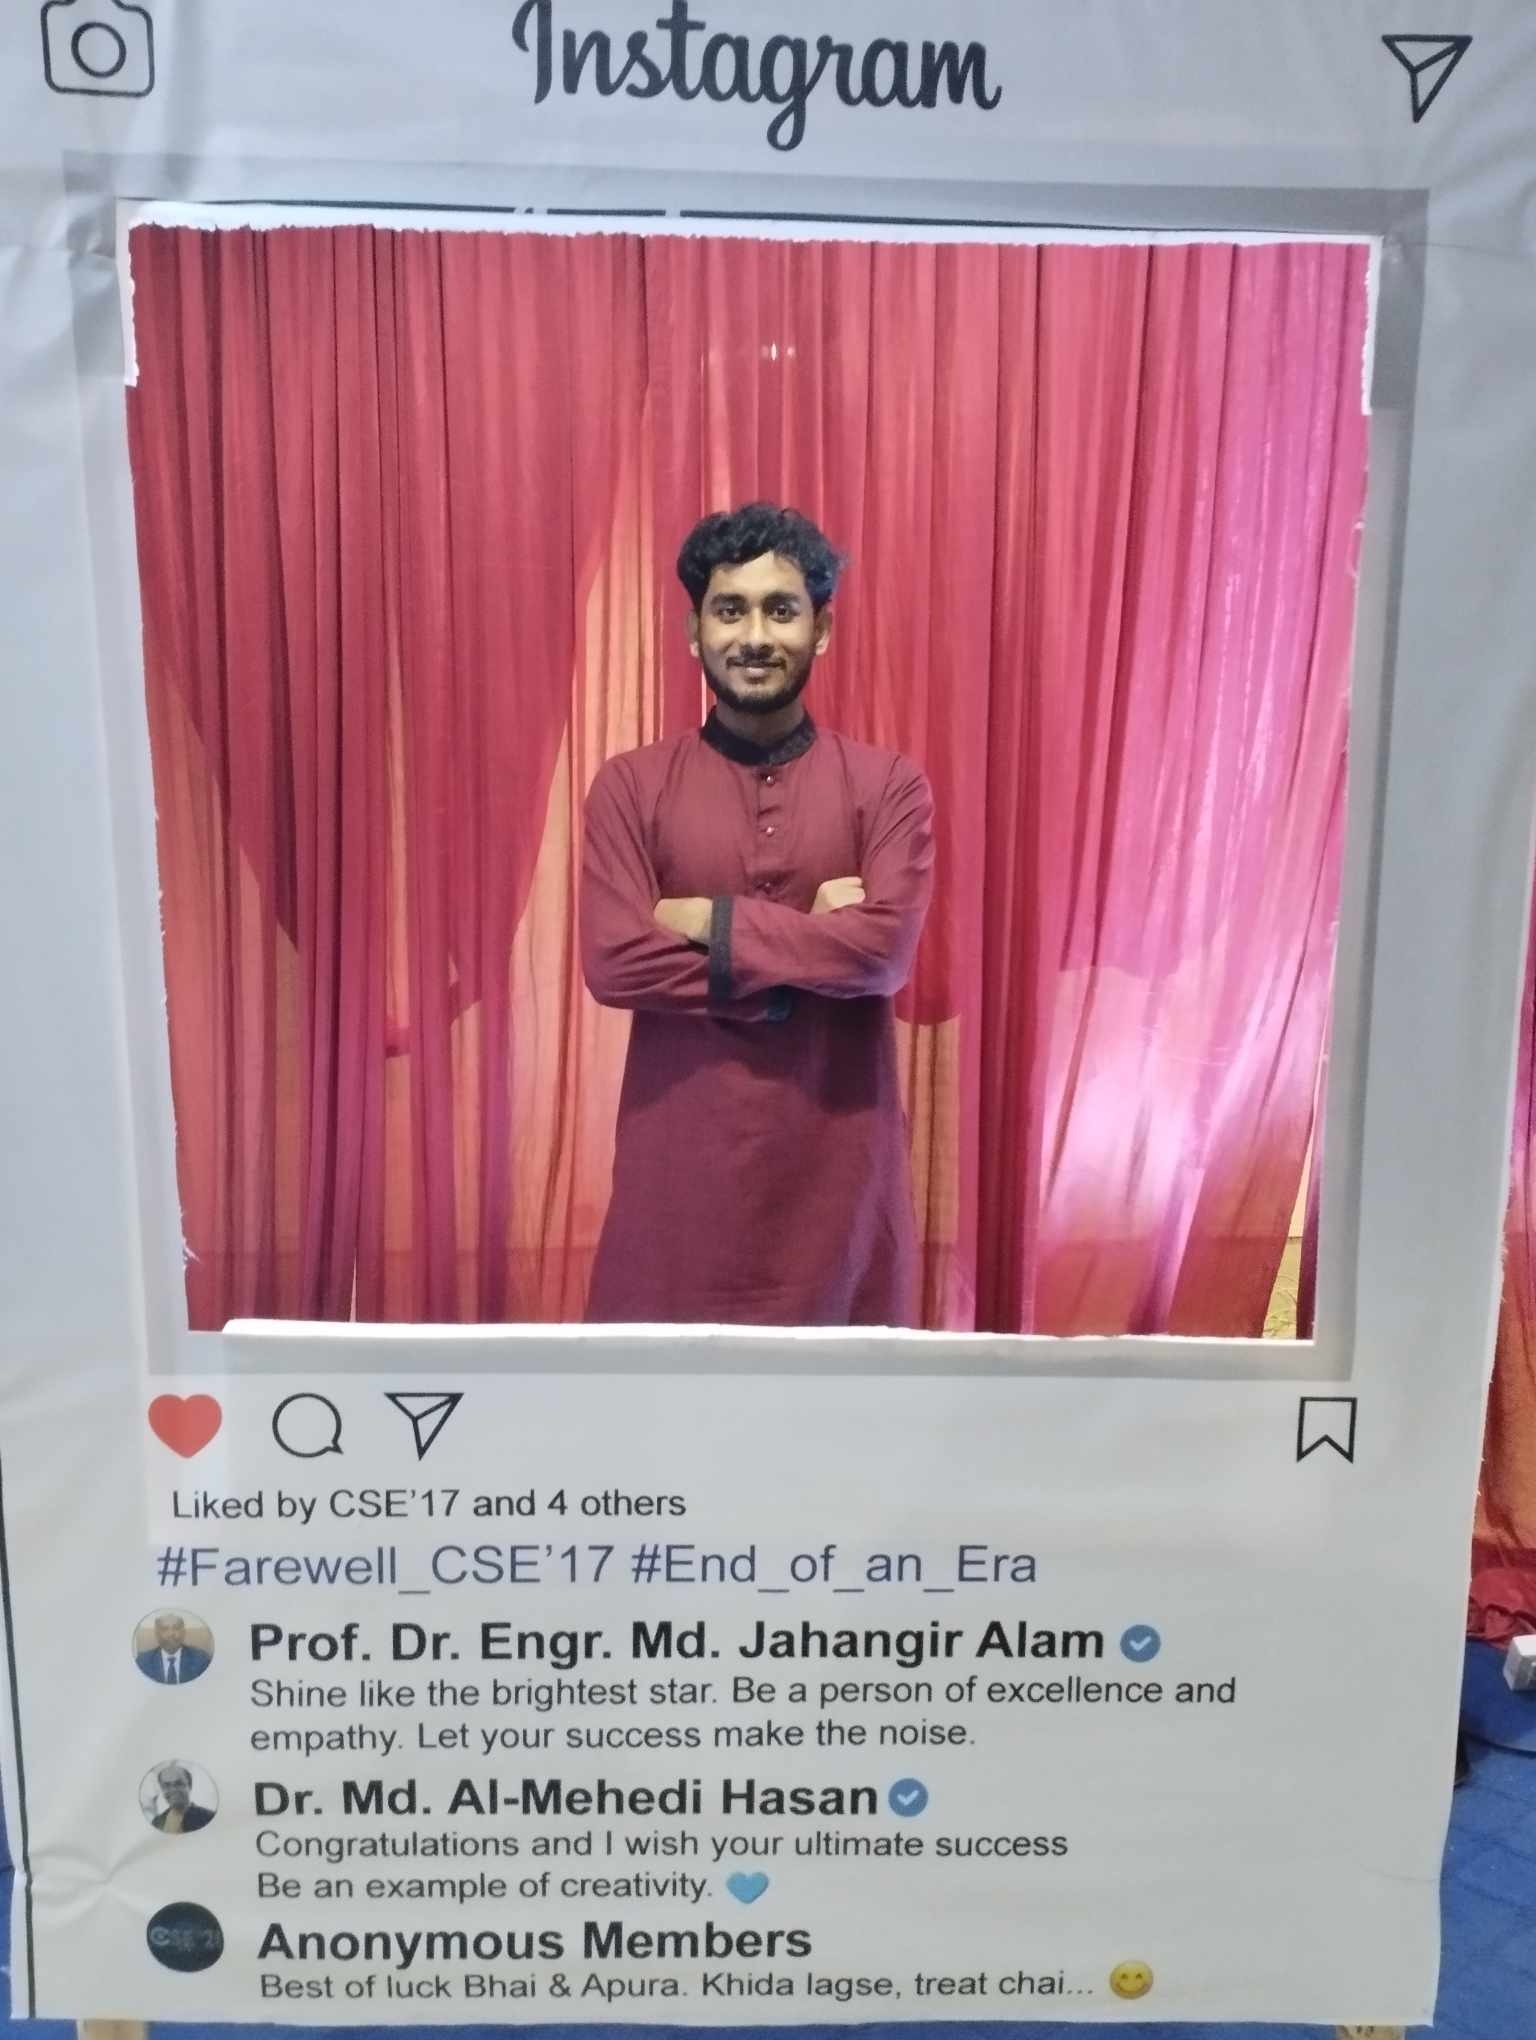 Instagram
Liked by CSE’17 and 4 others
#Farewell_CSE’17 #End_of_an_Era
Prof. Dr. Engr. Md. Jahangir Alam
Shine like the brightest star. Be a person of excellence and
empathy. Let your success make the noise.
Dr. Md. Al-Mehedi Hasan
Congratulations and I wish your ultimate success
Be an example of creativity.
Anonymous Members
Best of luck Bhai & Apura. Khida lagse, treat chai...